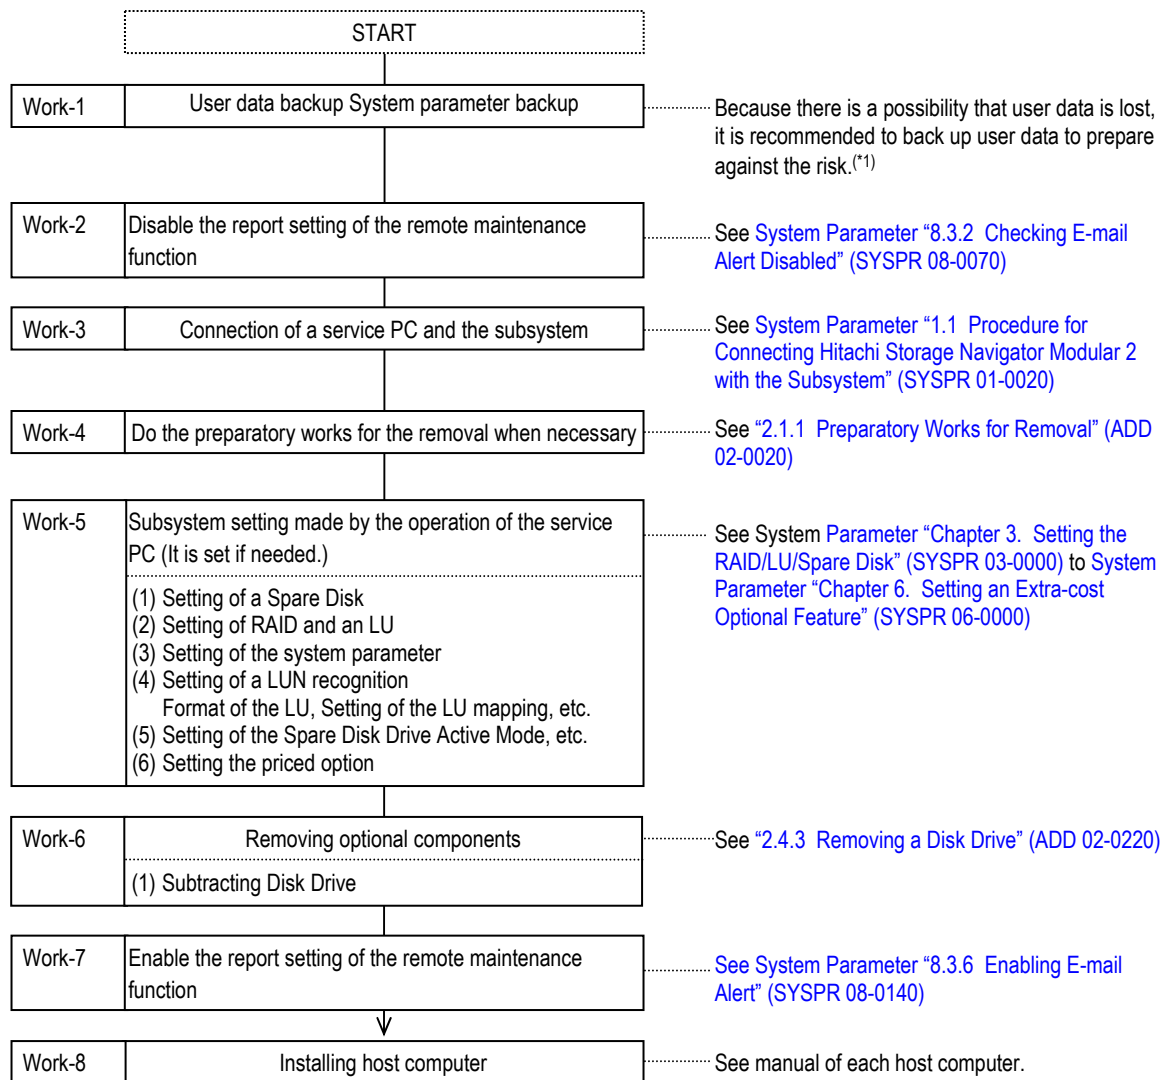 START
Work-1
User data backup System parameter backup
Because there is a possibility that user data is lost,
it is recommended to back up user data to prepare
against the risk.(*1)
Work-2
Disable the report setting of the remote maintenance
function
See System Parameter “8.3.2 Checking E-mail
Alert Disabled” (SYSPR 08-0070)
Work-3
Connection of a service PC and the subsystem
See System Parameter “1.1 Procedure for
Connecting Hitachi Storage Navigator Modular 2
with the Subsystem” (SYSPR 01-0020)
Work-4
Do the preparatory works for the removal when necessary
See “2.1.1 Preparatory Works for Removal” (ADD
02-0020)
Work-5
Subsystem setting made by the operation of the service
PC (It is set if needed.)
(1) Setting of a Spare Disk
(2) Setting of RAID and an LU
(3) Setting of the system parameter
(4) Setting of a LUN recognition
Format of the LU, Setting of the LU mapping, etc.
(5) Setting of the Spare Disk Drive Active Mode, etc.
(6) Setting the priced option
See System Parameter “Chapter 3. Setting the
RAID/LU/Spare Disk” (SYSPR 03-0000) to System
Parameter “Chapter 6. Setting an Extra-cost
Optional Feature” (SYSPR 06-0000)
Work-6
Removing optional components
(1) Subtracting Disk Drive
See “2.4.3 Removing a Disk Drive” (ADD 02-0220)
Work-7
Enable the report setting of the remote maintenance
function
See System Parameter “8.3.6 Enabling E-mail
Alert” (SYSPR 08-0140)
Work-8
Installing host computer
See manual of each host computer.